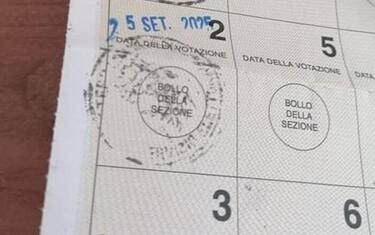 25 SET. 2025
2
5
DATA DELLA VOTAZIONE
DATA DELLA VOTAZIONE
DATA
BOLLO
DELLA
SEZIONE
BOLLO
DELLA
SEZIONE
3
6